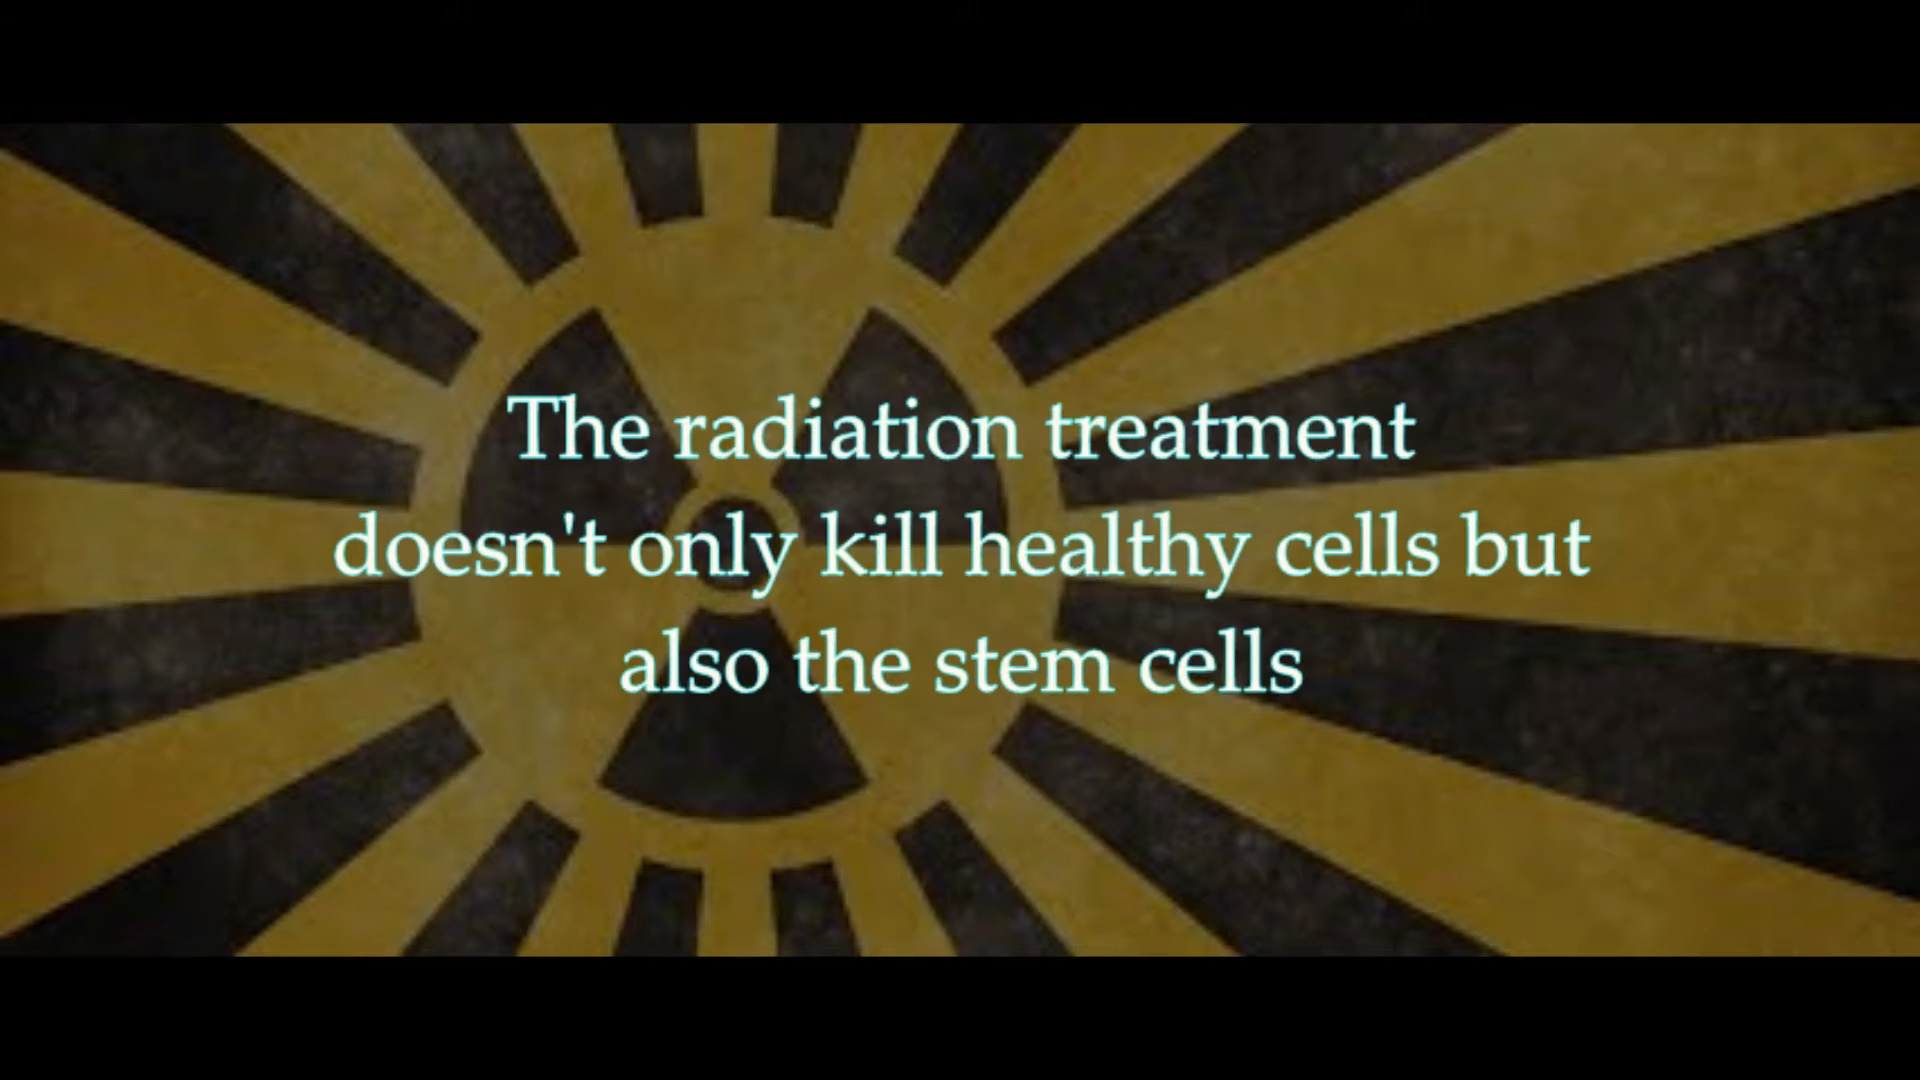 The radiation treatment
doesn't only kill healthy cells but
also the stem cells